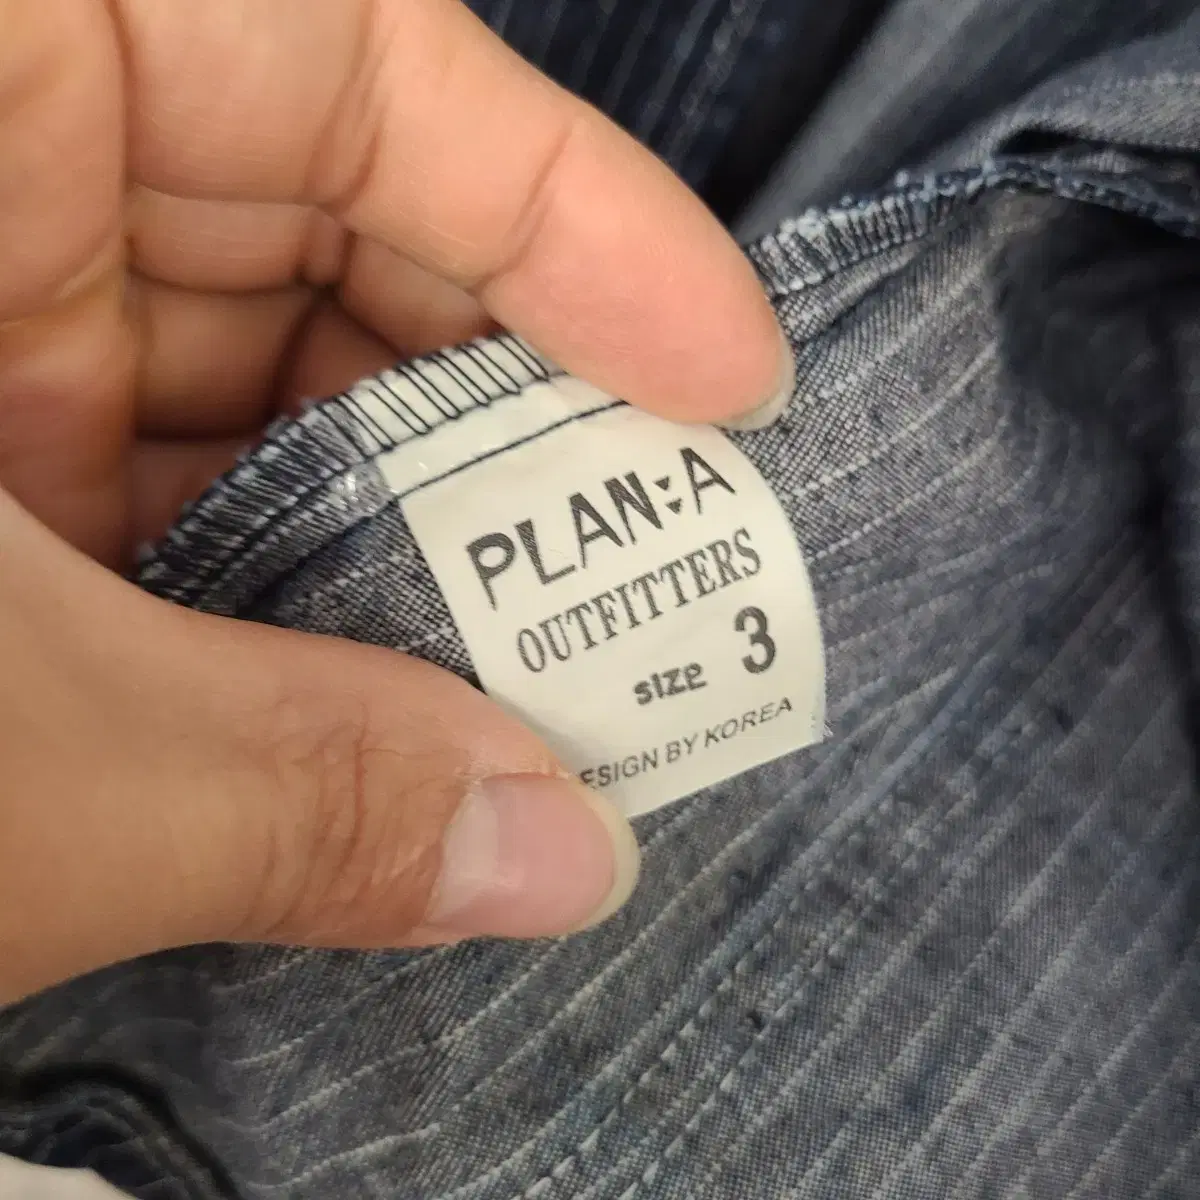 PLAN:A
OUTFITTERS
size 3
ESIGN BY KOREA